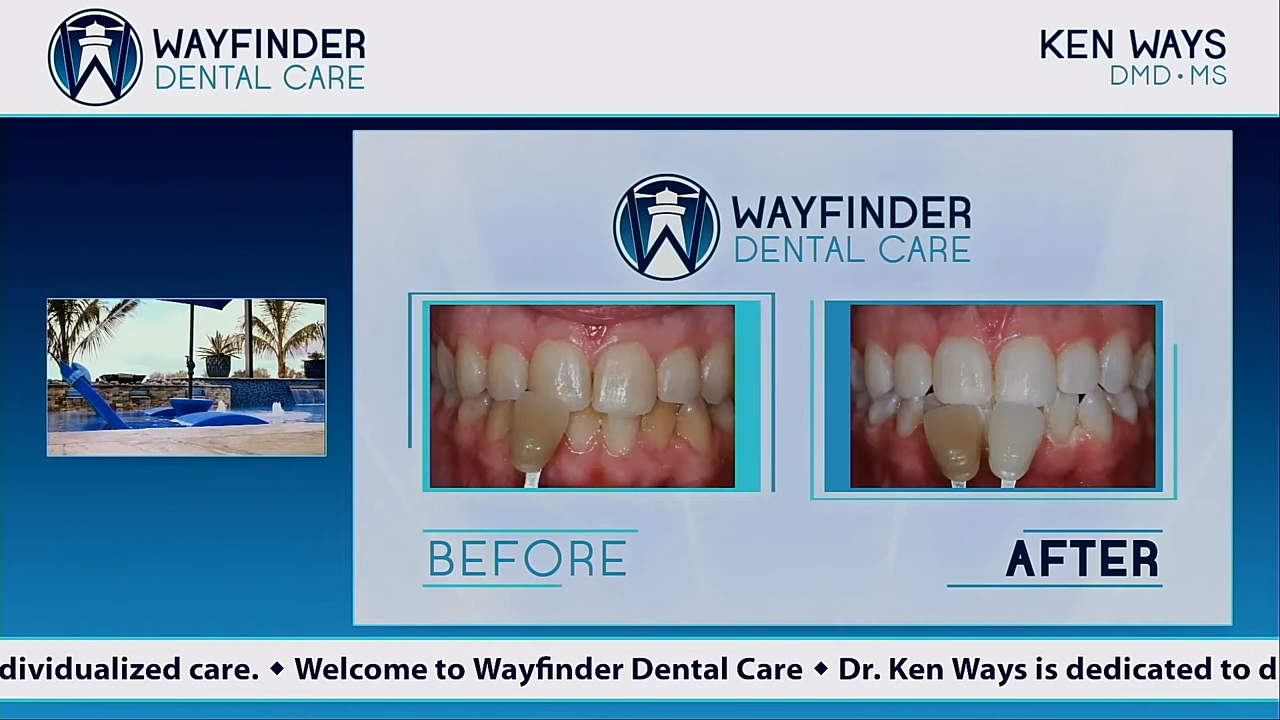 WAYFINDER
DENTAL CARE
KEN WAYS
DMD • MS
WAYFINDER
DENTAL CARE
BEFORE
AFTER
dividualized care. ◆ Welcome to Wayfinder Dental Care ◆ Dr. Ken Ways is dedicated to d